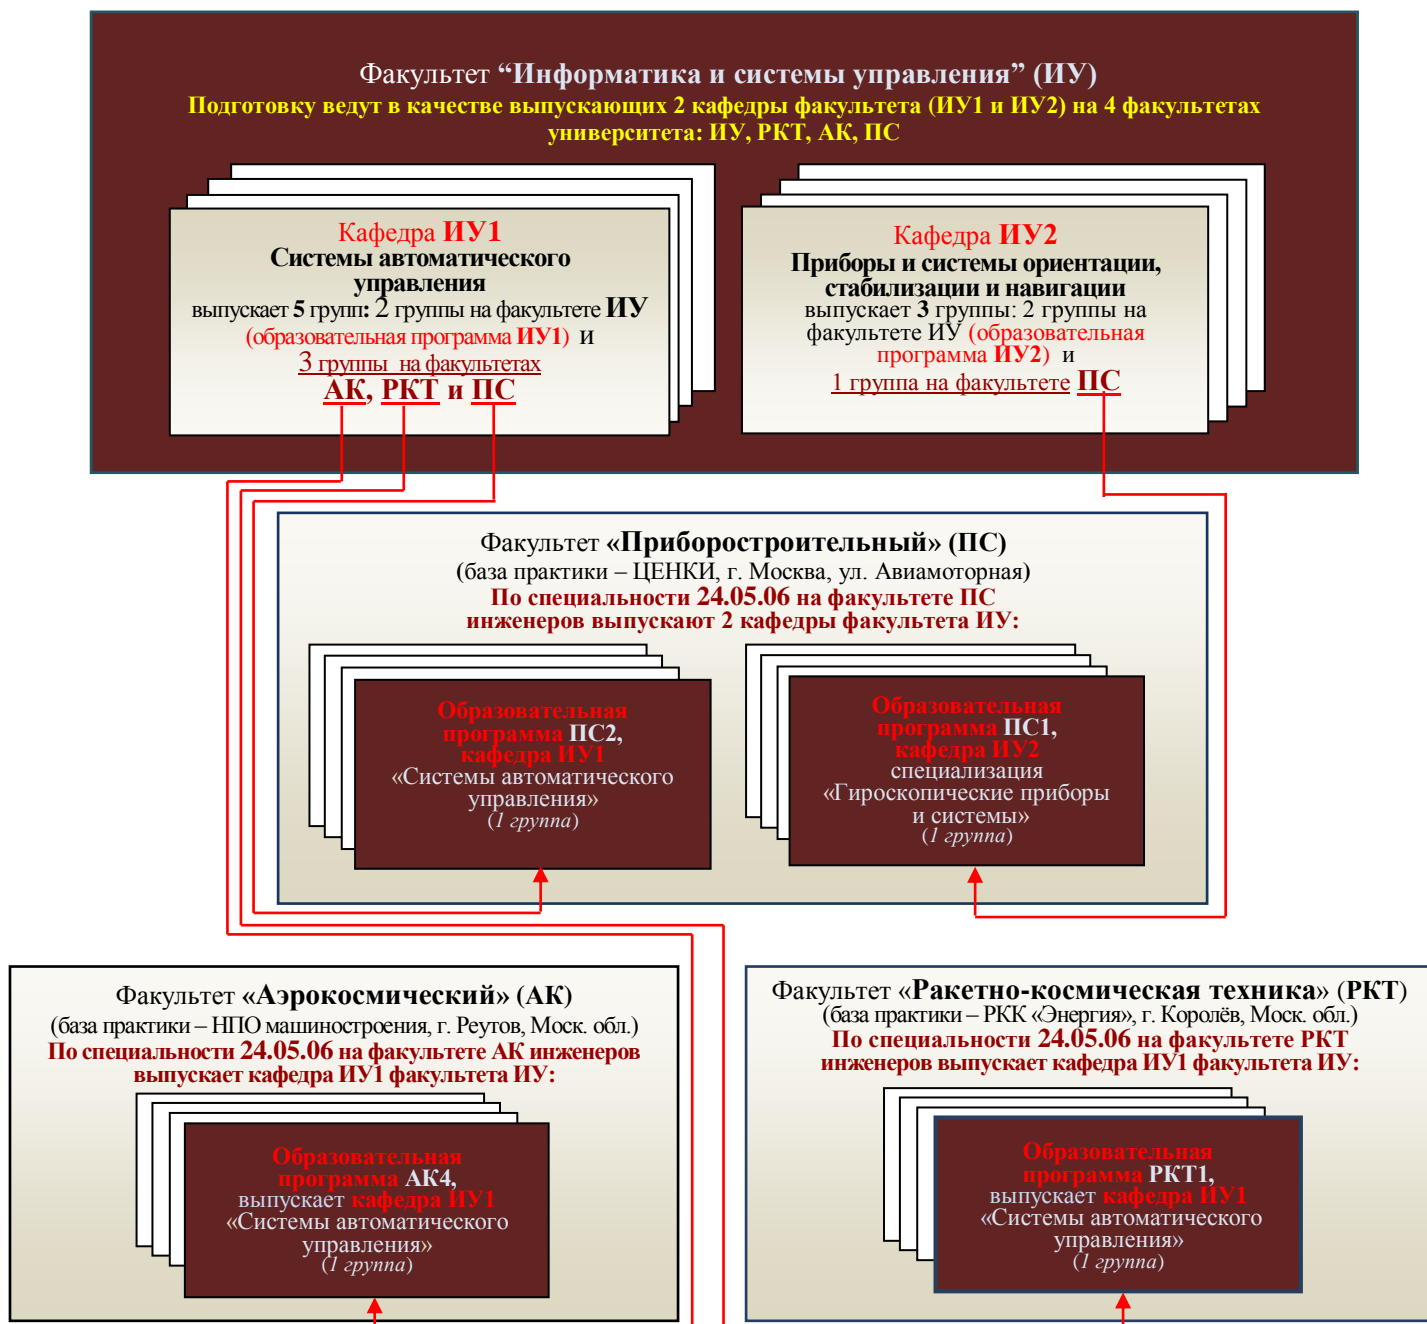 Факультет “Информатика и системы управления” (ИУ)
Подготовку ведут в качестве выпускающих 2 кафедры факультета (ИУ1 и ИУ2) на 4 факультетах
университета: ИУ, РКТ, АК, ПС
Кафедра ИУ1
Системы автоматического
управления
выпускает 5 групп: 2 группы на факультете ИУ
(образовательная программа ИУ1) и
3 группы на факультетах
АК, РКТ и ПС
Кафедра ИУ2
Приборы и системы ориентации,
стабилизации и навигации
выпускает 3 группы: 2 группы на
факультете ИУ (образовательная
программа ИУ2) и
1 группа на факультете ПС
Факультет «Приборостроительный» (ПС)
(база практики – ЦЕНКИ, г. Москва, ул. Авиамоторная)
По специальности 24.05.06 на факультете ПС
инженеров выпускают 2 кафедры факультета ИУ:
Образовательная
программа ПС2,
кафедра ИУ1
«Системы автоматического
управления»
(1 группа)
Образовательная
программа ПС1,
кафедра ИУ2
специализация
«Гироскопические приборы
и системы»
(1 группа)
Факультет «Аэрокосмический» (АК)
(база практики – НПО машиностроения, г. Реутов, Моск. обл.)
По специальности 24.05.06 на факультете АК инженеров
выпускает кафедра ИУ1 факультета ИУ:
Образовательная
программа АК4,
выпускает кафедра ИУ1
«Системы автоматического
управления»
(1 группа)
Факультет «Ракетно-космическая техника» (РКТ)
(база практики – РКК «Энергия», г. Королёв, Моск. обл.)
По специальности 24.05.06 на факультете РКТ
инженеров выпускает кафедра ИУ1 факультета ИУ:
Образовательная
программа РКТ1,
выпускает кафедра ИУ1
«Системы автоматического
управления»
(1 группа)